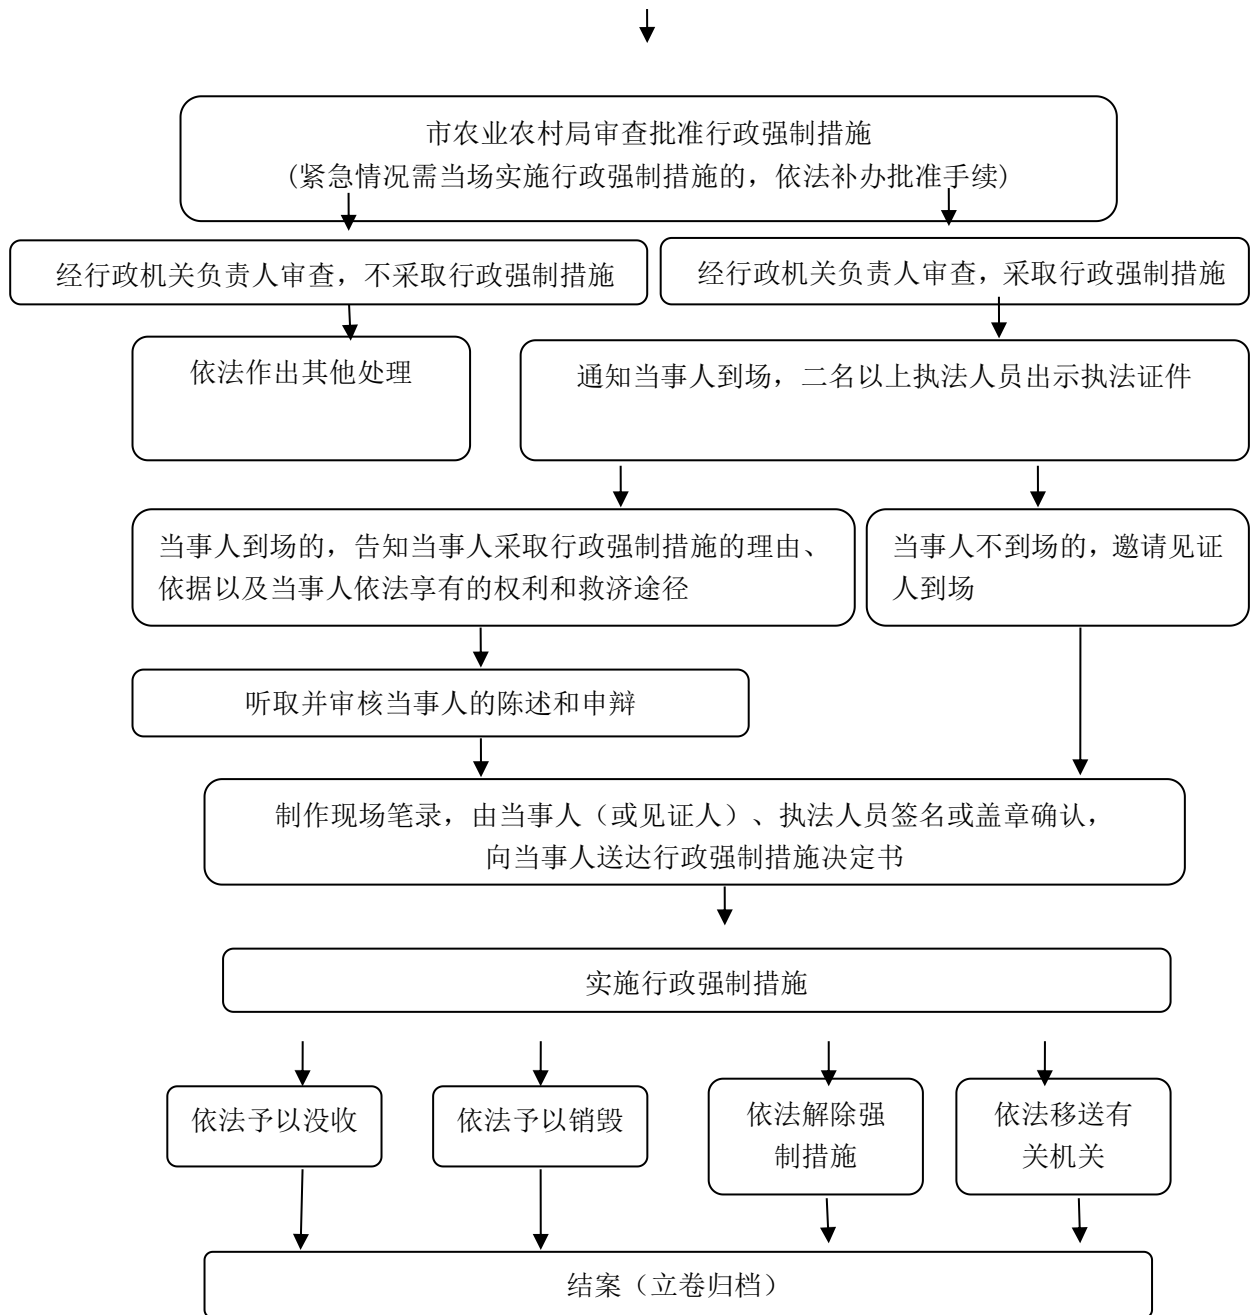 市农业农村局审查批准行政强制措施
(紧急情况需当场实施行政强制措施的，依法补办批准手续)
经行政机关负责人审查，不采取行政强制措施
经行政机关负责人审查，采取行政强制措施
依法作出其他处理
通知当事人到场，二名以上执法人员出示执法证件
当事人到场的，告知当事人采取行政强制措施的理由、
依据以及当事人依法享有的权利和救济途径
当事人不到场的，邀请见证
人到场
听取并审核当事人的陈述和申辩
制作现场笔录，由当事人（或见证人）、执法人员签名或盖章确认，
向当事人送达行政强制措施决定书
实施行政强制措施
依法予以没收
依法予以销毁
依法解除强
制措施
依法移送有
关机关
结案（立卷归档）